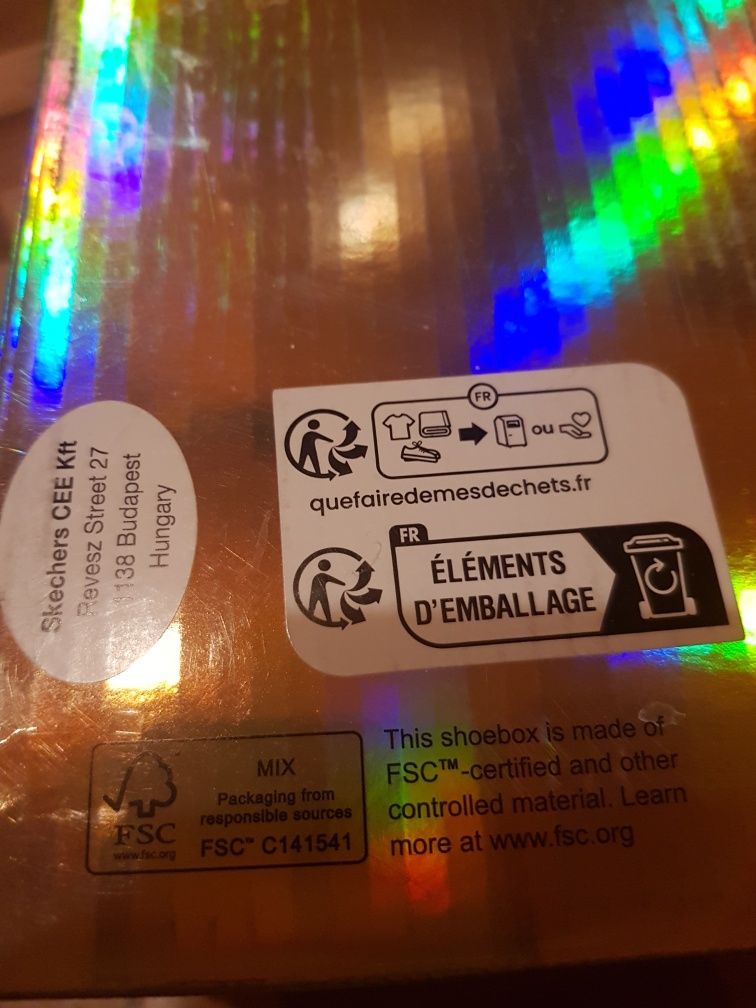 Skechers CEE Kft
Revesz Street 27
1138 Budapest
Hungary
FR
ou
quefairedemesdechets.fr
FR
ÉLÉMENTS
D'EMBALLAGE
FSC
www.fsc.org
MIX
Packaging from
responsible sources
FSC™ C141541
This shoebox is made of
FSC™-certified and other
controlled material. Learn
more at www.fsc.org